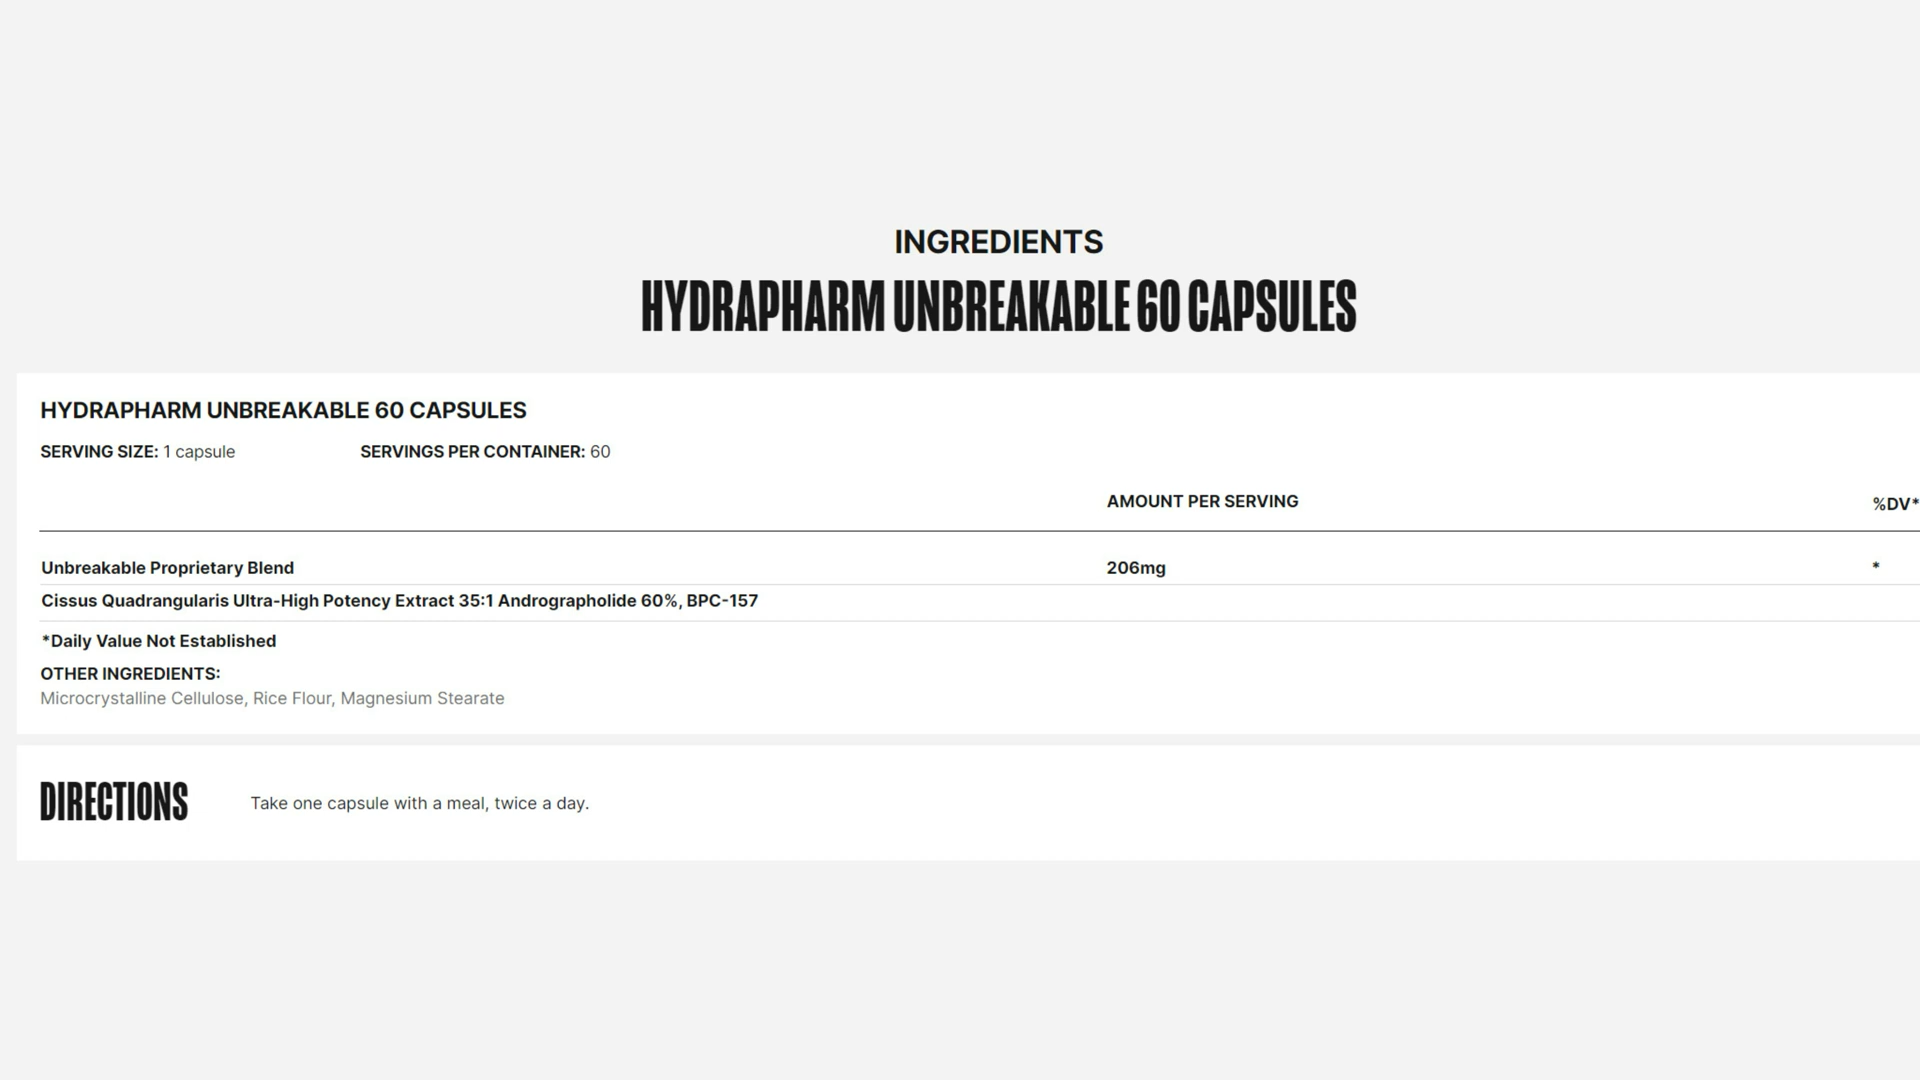 INGREDIENTS
HYDRAPHARM UNBREAKABLE 60 CAPSULES
HYDRAPHARM UNBREAKABLE 60 CAPSULES
SERVING SIZE: 1 capsule SERVINGS PER CONTAINER: 60
AMOUNT PER SERVING %DV*
Unbreakable Proprietary Blend 206mg *
Cissus Quadrangularis Ultra-High Potency Extract 35:1 Andrographolide 60%, BPC-157
*Daily Value Not Established
OTHER INGREDIENTS:
Microcrystalline Cellulose, Rice Flour, Magnesium Stearate
DIRECTIONS Take one capsule with a meal, twice a day.